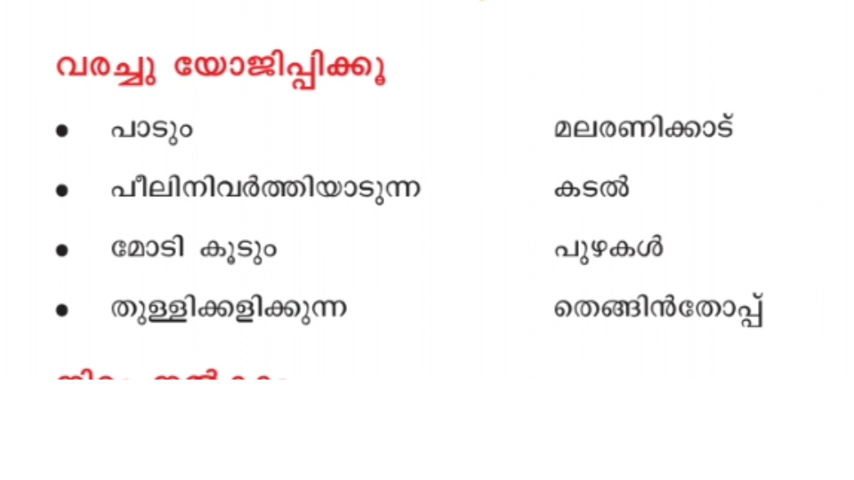 വരച്ചു യോജിപ്പിക്കൂ
• പാടും മലരണിക്കാട്
• പീലിനിവർത്തിയാടുന്ന കടൽ
• മോടി കൂടും പുഴകൾ
• തുള്ളിക്കളിക്കുന്ന തെങ്ങിൻതോപ്പ്